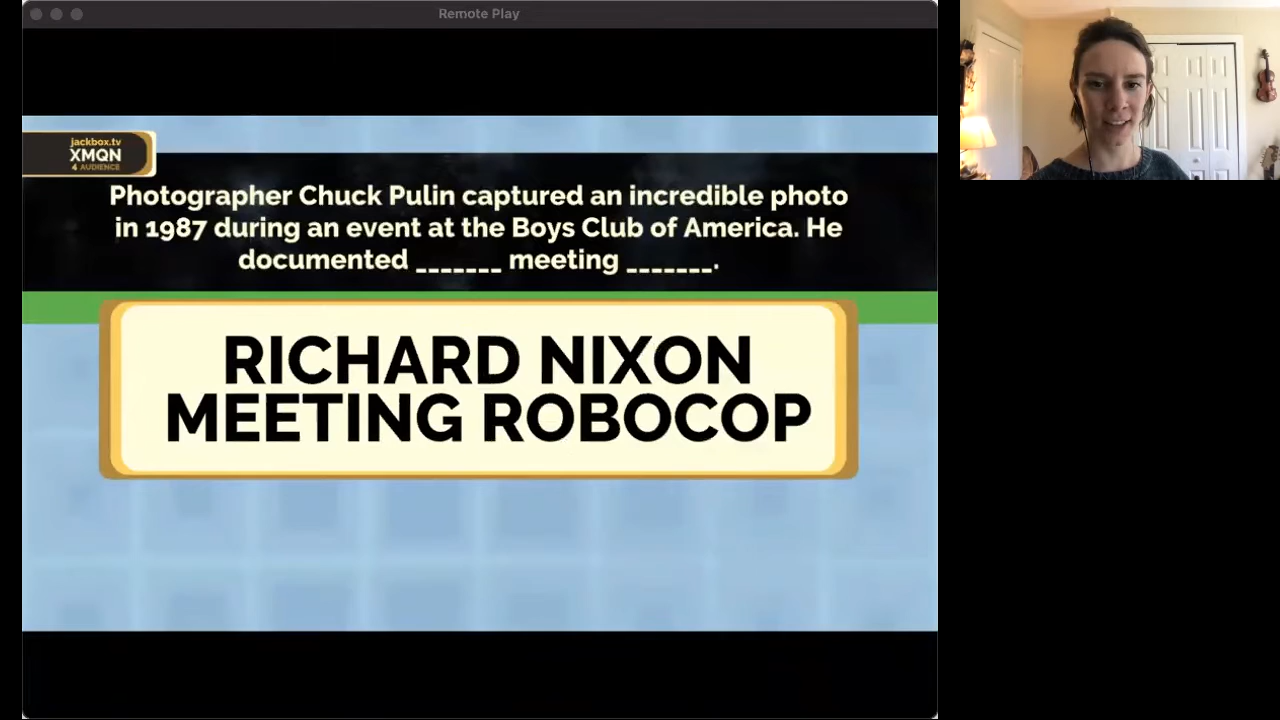 Remote Play
jackbox.tv
XMQN
4 AUDIENCE
Photographer Chuck Pulin captured an incredible photo
in 1987 during an event at the Boys Club of America. He
documented _______ meeting _______.
RICHARD NIXON
MEETING ROBOCOP